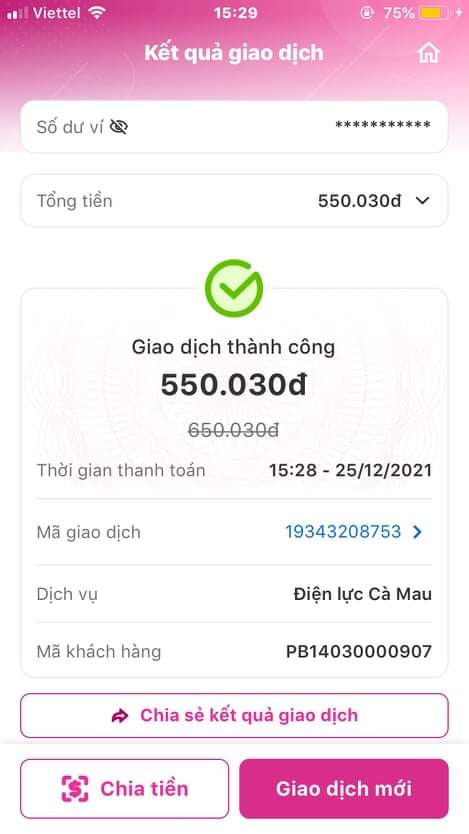 Viettel 15:29 75%
Kết quả giao dịch
Số dư ví ***********
Tổng tiền 550.030đ
Giao dịch thành công
550.030đ
650.030đ
Thời gian thanh toán 15:28 - 25/12/2021
Mã giao dịch 19343208753
Dịch vụ Điện lực Cà Mau
Mã khách hàng PB14030000907
Chia sẻ kết quả giao dịch
Chia tiền Giao dịch mới